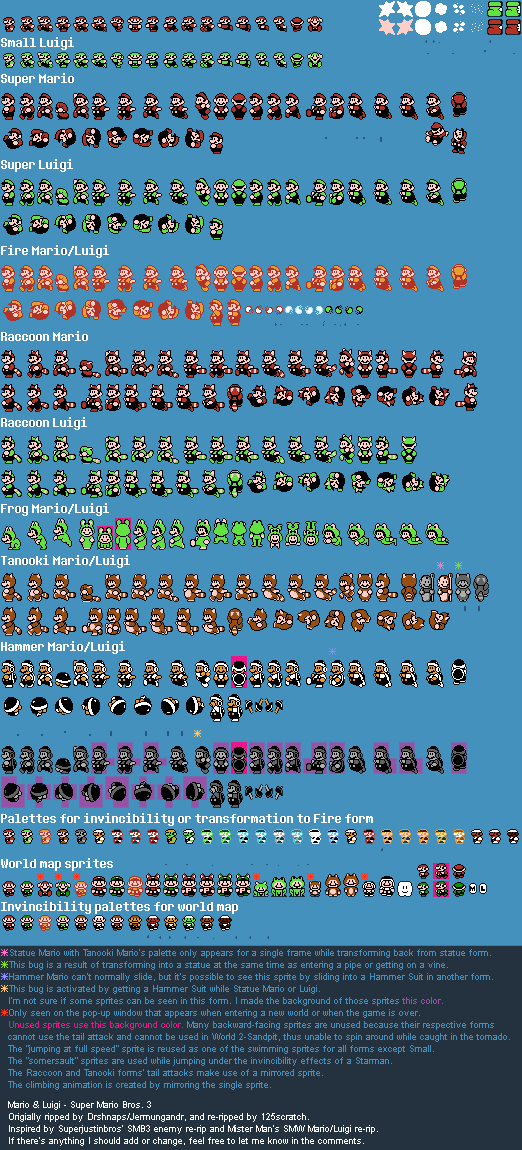 Small Luigi
Super Mario
Super Luigi
Fire Mario/Luigi
Raccoon Mario
Raccoon Luigi
Frog Mario/Luigi
Tanooki Mario/Luigi
Hammer Mario/Luigi
Palettes for invincibility or transformation to Fire form
World map sprites
M L
Invincibility palettes for world map
Statue Mario with Tanooki Mario's palette only appears for a single frame while transforming back from statue form.
This bug is a result of transforming into a statue at the same time as entering a pipe or getting on a vine.
Hammer Mario can't normally slide, but it's possible to see this sprite by sliding into a Hammer Suit in another form.
This bug is activated by getting a Hammer Suit while Statue Mario or Luigi.
I'm not sure if some sprites can be seen in this form. I made the background of those sprites this color.
Only seen on the pop-up window that appears when entering a new world or when the game is over.
Unused sprites use this background color. Many backward-facing sprites are unused because their respective forms
cannot use the tail attack and cannot be used in World 2-Sandpit, thus unable to spin around while caught in the tornado.
The "jumping at full speed" sprite is reused as one of the swimming sprites for all forms except Small.
The "somersault" sprites are used while jumping under the invincibility effects of a Starman.
The Raccoon and Tanooki forms' tail attacks make use of a mirrored sprite.
The climbing animation is created by mirroring the single sprite.
Mario & Luigi - Super Mario Bros. 3
Origially ripped by Drshnaps/Jermungandr, and re-ripped by 125scratch.
Inspired by Superjustinbros' SMB3 enemy re-rip and Mister Man's SMW Mario/Luigi re-rip.
If there's anything I should add or change, feel free to let me know in the comments.